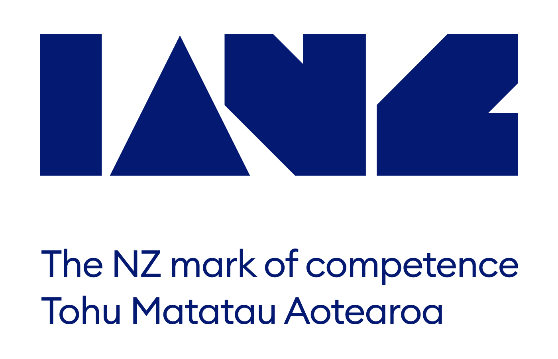 IANZ
The NZ mark of competence
Tohu Matatau Aotearoa